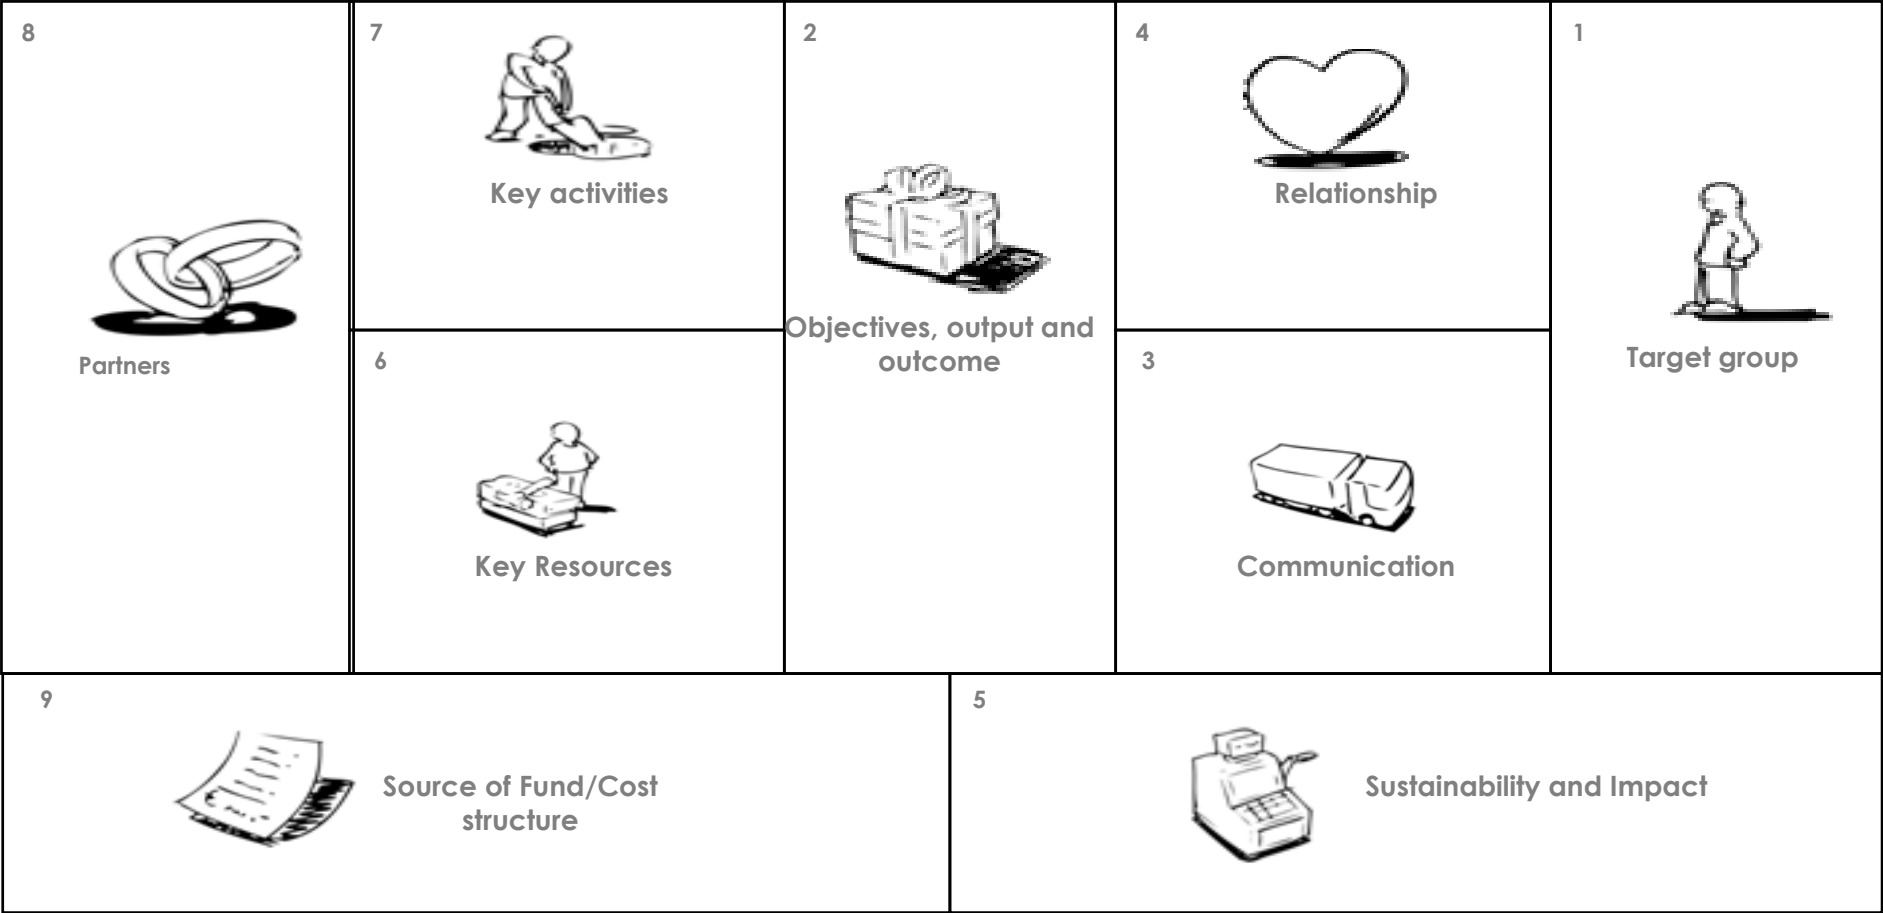 8
Partners
7
Key activities
6
Key Resources
2
Objectives, output and
outcome
4
Relationship
3
Communication
1
Target group
9
Source of Fund/Cost
structure
5
Sustainability and Impact